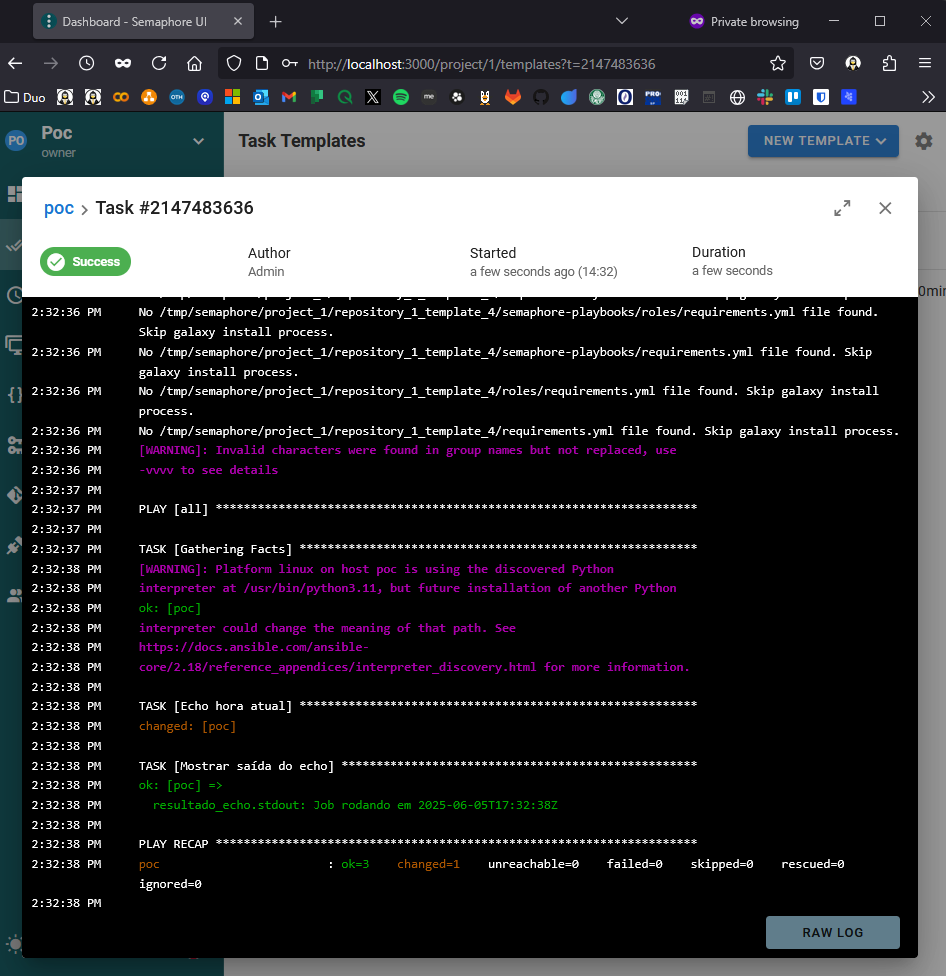 Dashboard - Semaphore UI
Private browsing
http://localhost:3000/project/1/templates?t=2147483636
Duo
OTH
me
PRO
PO
Poc
owner
Task Templates
NEW TEMPLATE
poc > Task #2147483636
Success
Author
Admin
Started
a few seconds ago (14:32)
Duration
a few seconds
0min
2:32:36 PM No /tmp/semaphore/project_1/repository_1_template_4/semaphore-playbooks/roles/requirements.yml file found.
Skip galaxy install process.
2:32:36 PM No /tmp/semaphore/project_1/repository_1_template_4/semaphore-playbooks/requirements.yml file found. Skip
galaxy install process.
2:32:36 PM No /tmp/semaphore/project_1/repository_1_template_4/roles/requirements.yml file found. Skip galaxy install
process.
2:32:36 PM No /tmp/semaphore/project_1/repository_1_template_4/requirements.yml file found. Skip galaxy install process.
2:32:36 PM [WARNING]: Invalid characters were found in group names but not replaced, use
2:32:36 PM -vvvv to see details
2:32:37 PM
2:32:37 PM PLAY [all] *********************************************************************
2:32:37 PM
2:32:37 PM TASK [Gathering Facts] *********************************************************
2:32:38 PM [WARNING]: Platform linux on host poc is using the discovered Python
2:32:38 PM interpreter at /usr/bin/python3.11, but future installation of another Python
2:32:38 PM ok: [poc]
2:32:38 PM interpreter could change the meaning of that path. See
2:32:38 PM https://docs.ansible.com/ansible-
2:32:38 PM core/2.18/reference_appendices/interpreter_discovery.html for more information.
2:32:38 PM
2:32:38 PM TASK [Echo hora atual] *********************************************************
2:32:38 PM changed: [poc]
2:32:38 PM
2:32:38 PM TASK [Mostrar saída do echo] ***************************************************
2:32:38 PM ok: [poc] =>
2:32:38 PM resultado_echo.stdout: Job rodando em 2025-06-05T17:32:38Z
2:32:38 PM
2:32:38 PM PLAY RECAP *********************************************************************
2:32:38 PM poc : ok=3 changed=1 unreachable=0 failed=0 skipped=0 rescued=0
ignored=0
2:32:38 PM
RAW LOG